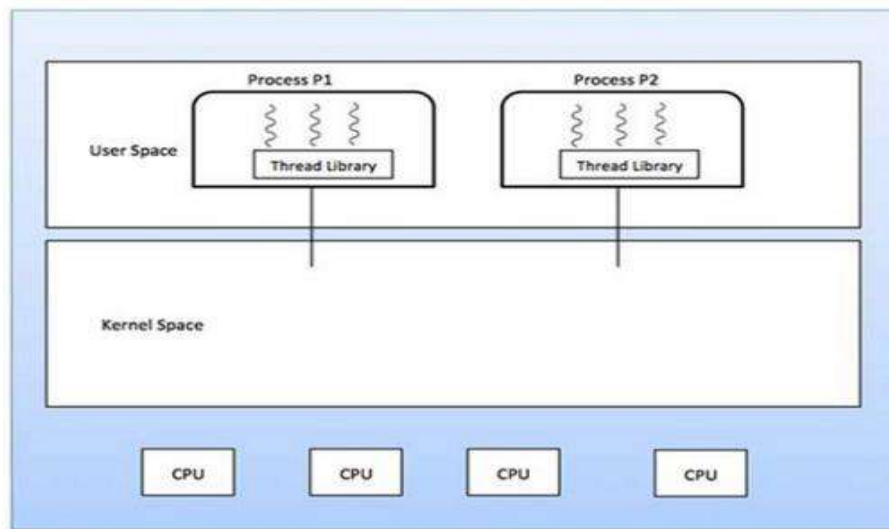 Process P1
Process P2
User Space
Thread Library
Thread Library
Kernel Space
CPU
CPU
CPU
CPU